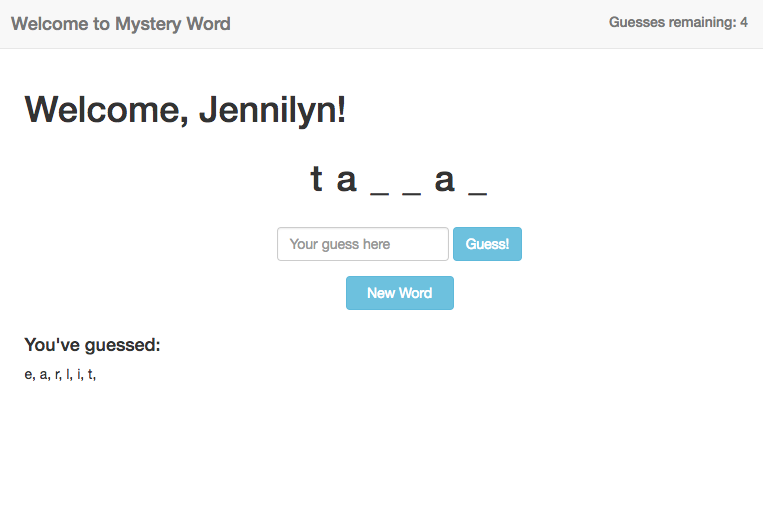 Welcome to Mystery Word
Guesses remaining: 4
Welcome, Jennilyn!
t a _ _ a _
Your guess here
Guess!
New Word
You've guessed:
e, a, r, l, i, t,